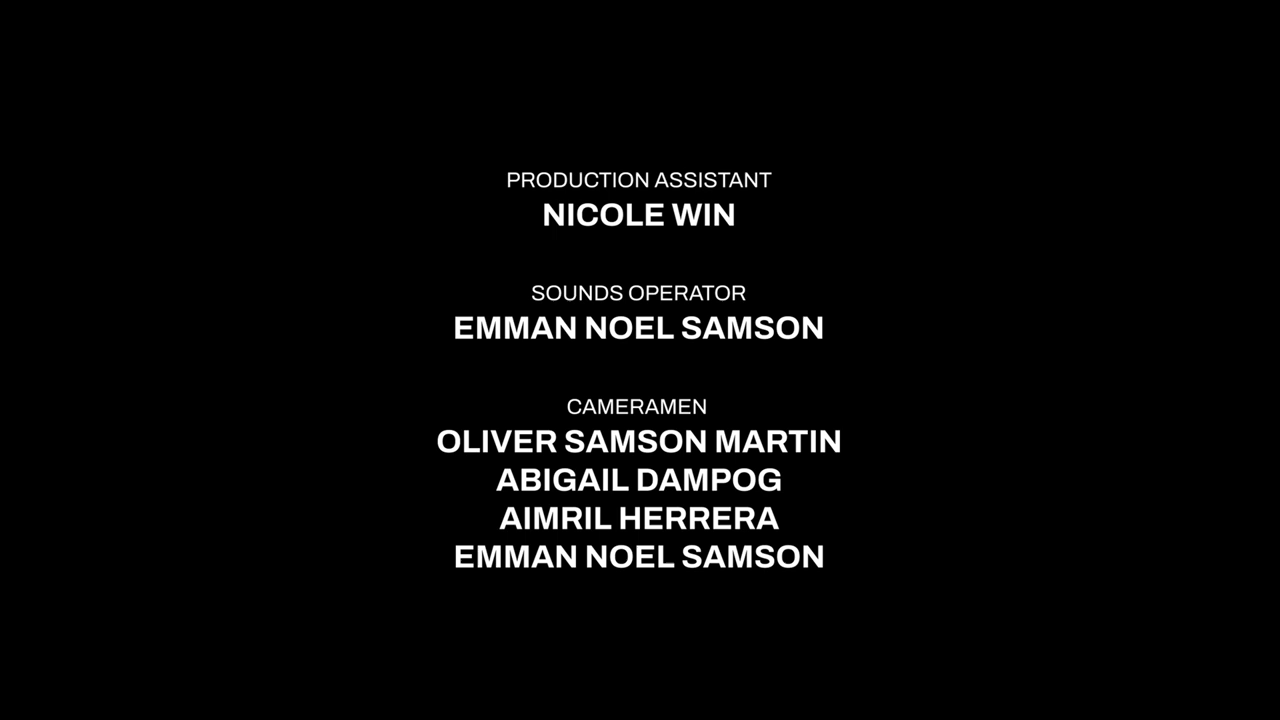 PRODUCTION ASSISTANT
NICOLE WIN
SOUNDS OPERATOR
EMMAN NOEL SAMSON
CAMERAMEN
OLIVER SAMSON MARTIN
ABIGAIL DAMPOG
AIMRIL HERRERA
EMMAN NOEL SAMSON